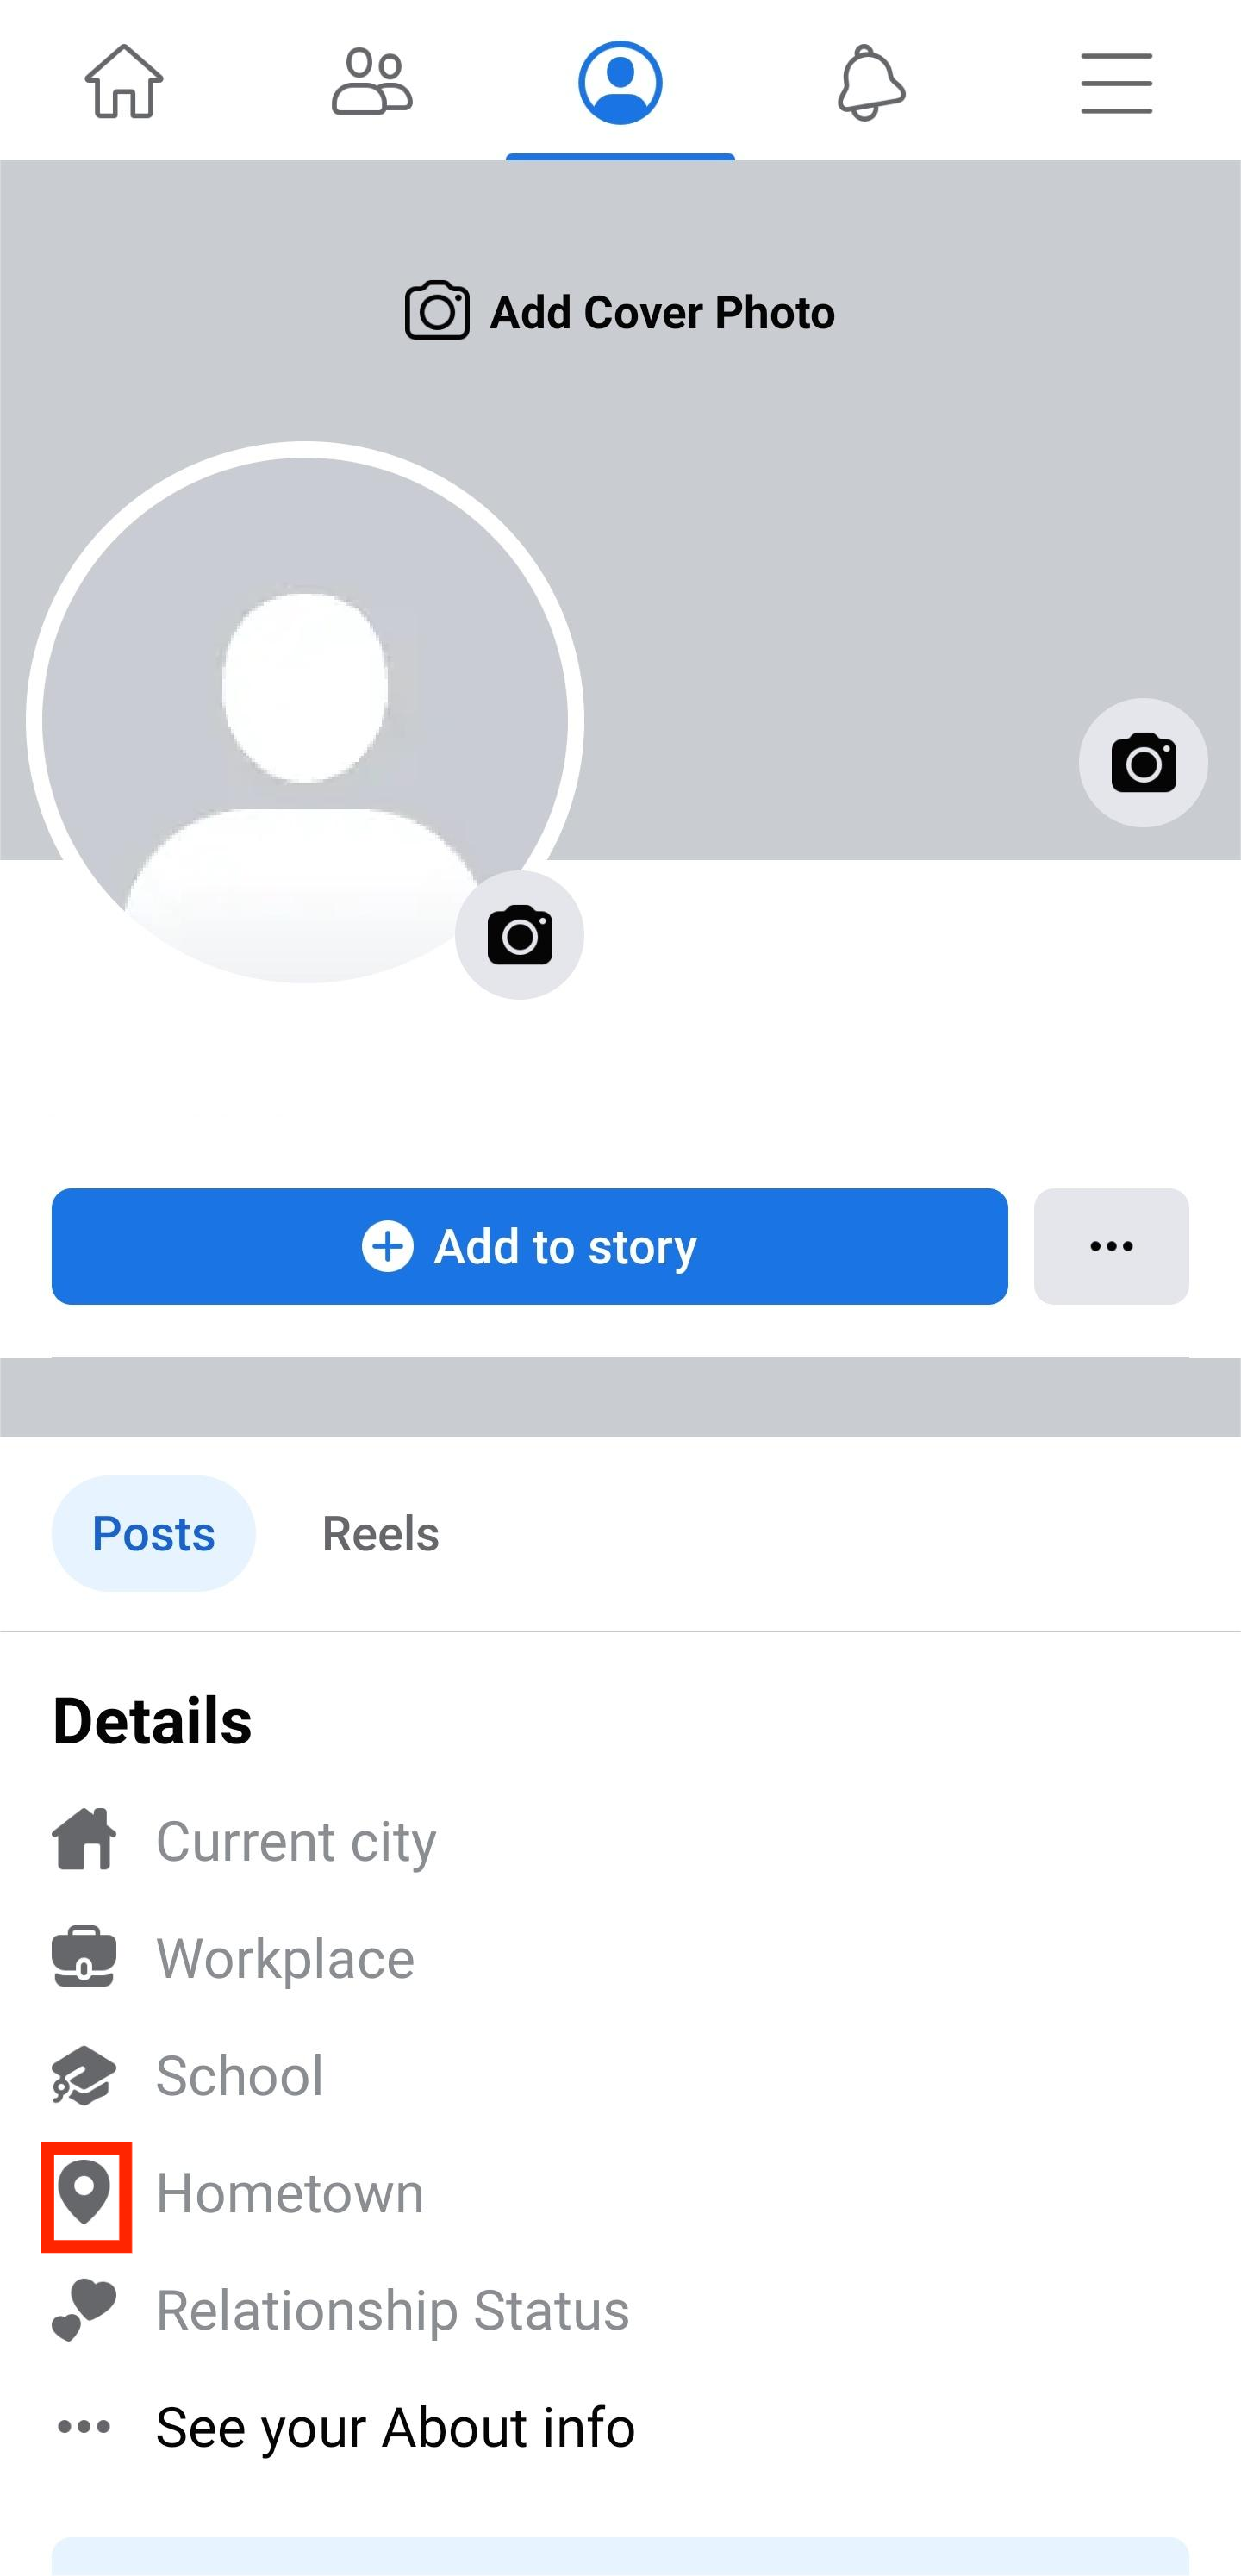 Add Cover Photo
Add to story
Posts Reels
Details
Current city
Workplace
School
Hometown
Relationship Status
See your About info